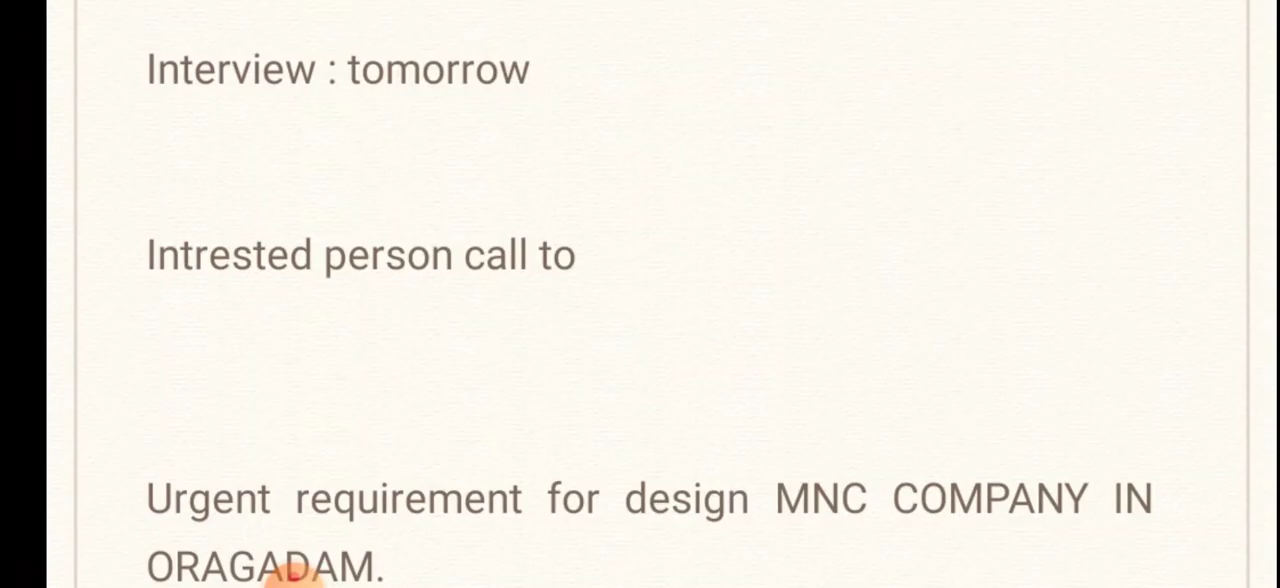 Interview : tomorrow
Intrested person call to
Urgent requirement for design MNC COMPANY IN
ORAGADAM.